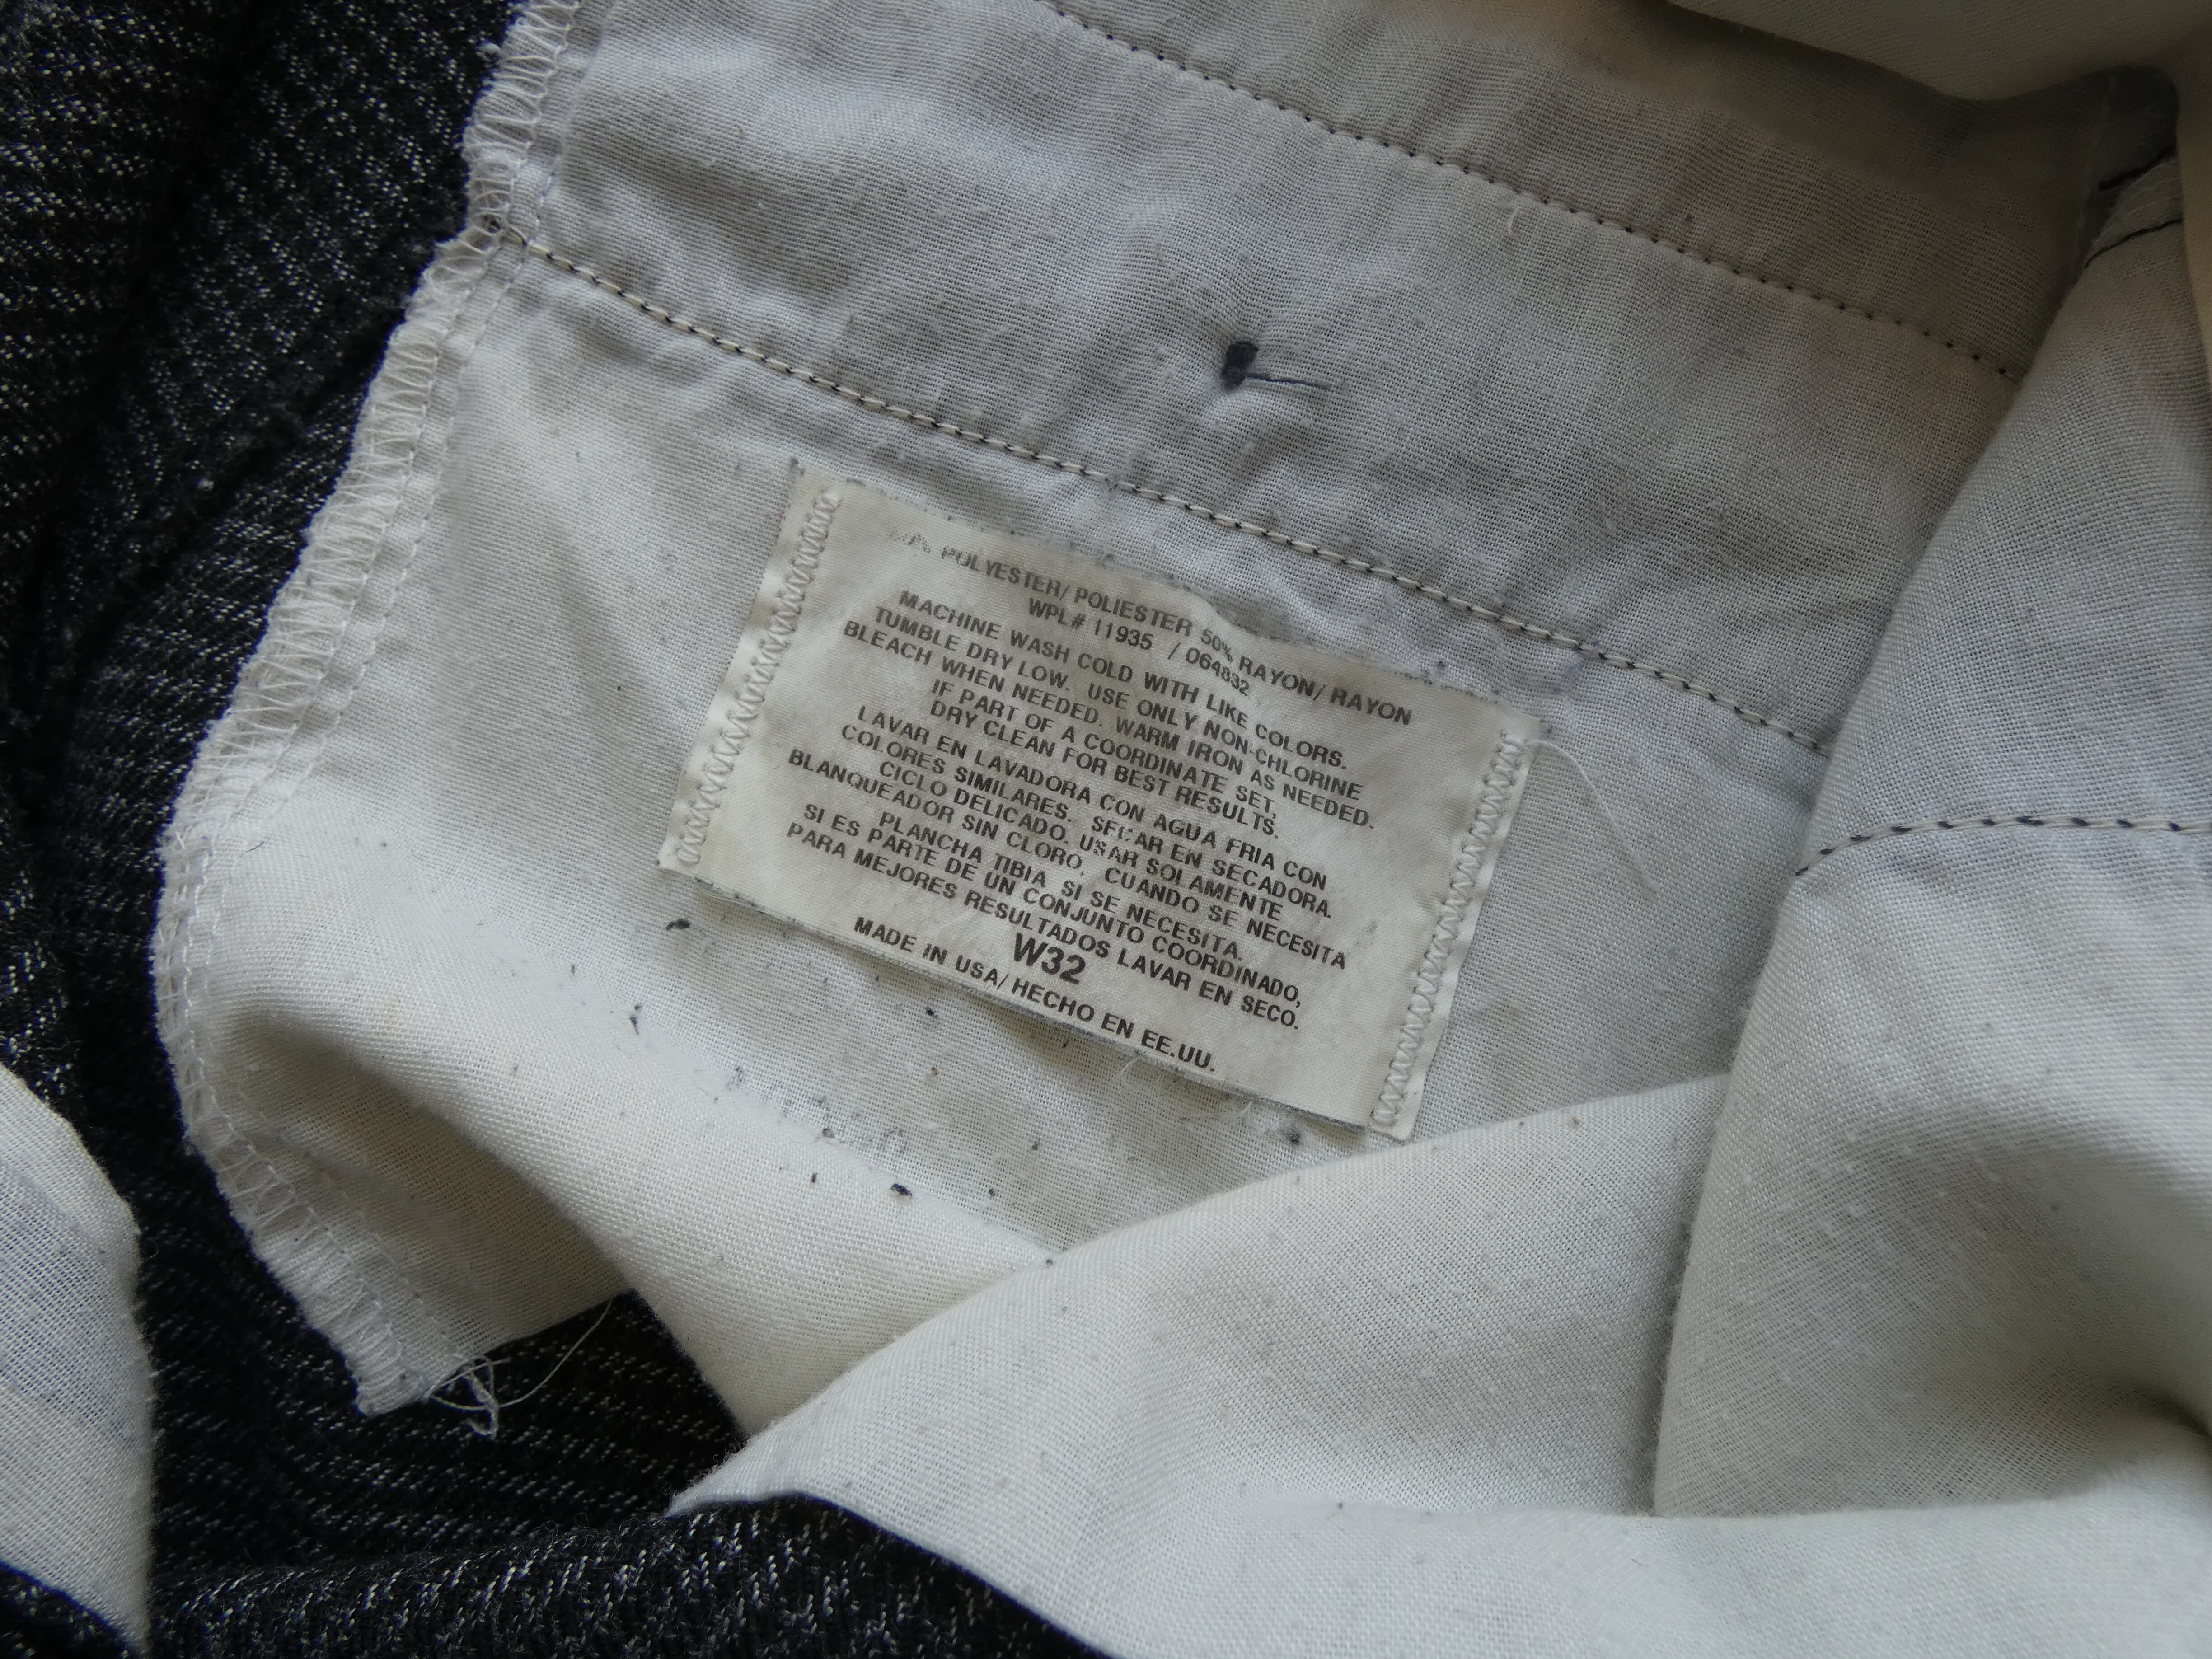 50% POLYESTER/ POLIESTER 50% RAYON/ RAYON
WPL# 11935 / 064832
MACHINE WASH COLD WITH LIKE COLORS.
TUMBLE DRY LOW. USE ONLY NON-CHLORINE
BLEACH WHEN NEEDED. WARM IRON AS NEEDED.
IF PART OF A COORDINATE SET,
DRY CLEAN FOR BEST RESULTS.
LAVAR EN LAVADORA CON AGUA FRIA CON
COLORES SIMILARES. SECAR EN SECADORA.
CICLO DELICADO. USAR SOLAMENTE
BLANQUEADOR SIN CLORO, CUANDO SE NECESITA
PLANCHA TIBIA SI SE NECESITA.
SI ES PARTE DE UN CONJUNTO COORDINADO,
PARA MEJORES RESULTADOS LAVAR EN SECO.
W32
MADE IN USA/ HECHO EN EE.UU.